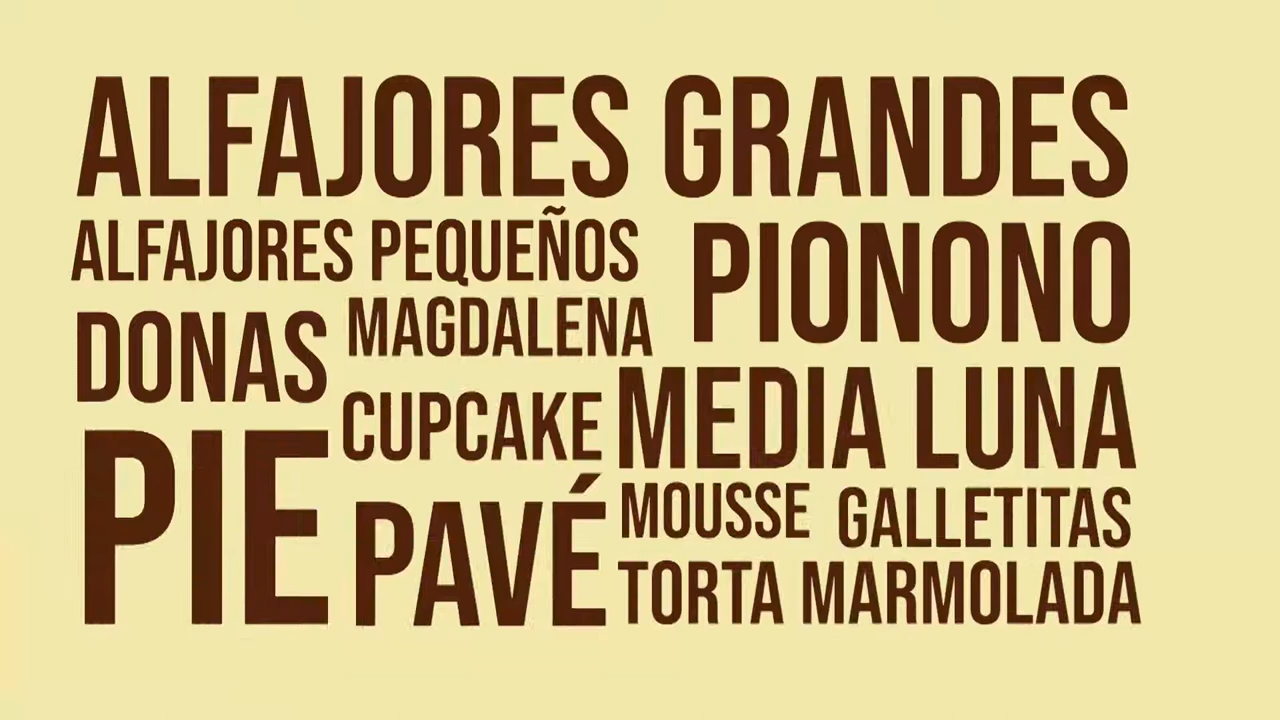 ALFAJORES GRANDES
ALFAJORES PEQUEÑOS
PIONONO
DONAS
MAGDALENA
CUPCAKE
MEDIA LUNA
PIE
PAVÉ
MOUSSE
GALLETITAS
TORTA MARMOLADA